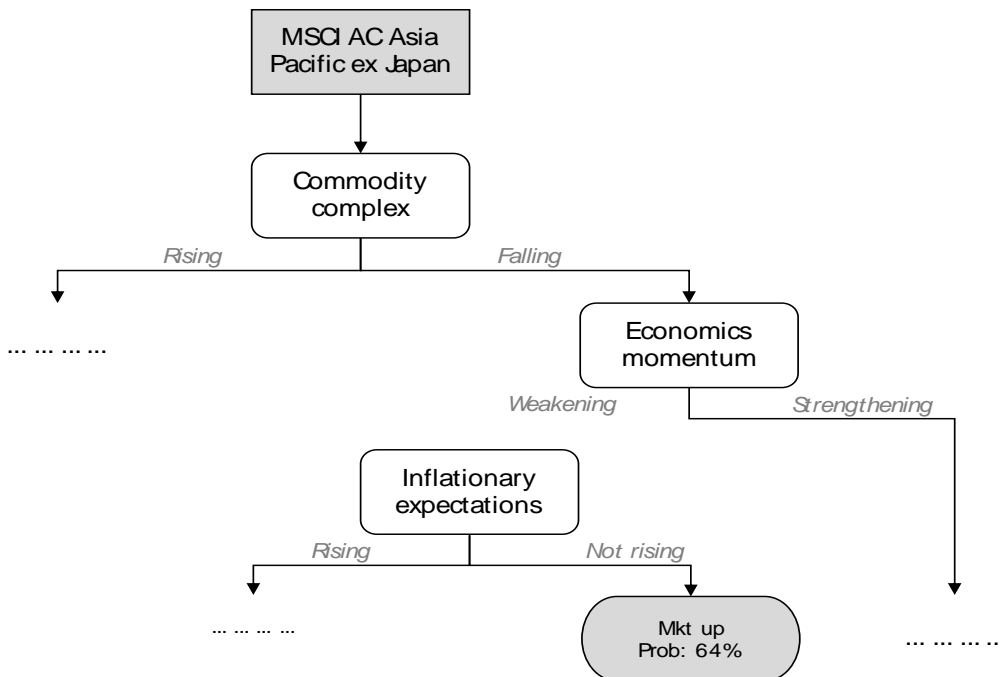 MSCI AC Asia
Pacific ex Japan
Commodity
complex
Rising
Falling
... ... ... ...
Economics
momentum
Weakening
Strengthening
Inflationary
expectations
Rising
Not rising
... ... ... ...
Mkt up
Prob: 64%
... ... ... ..